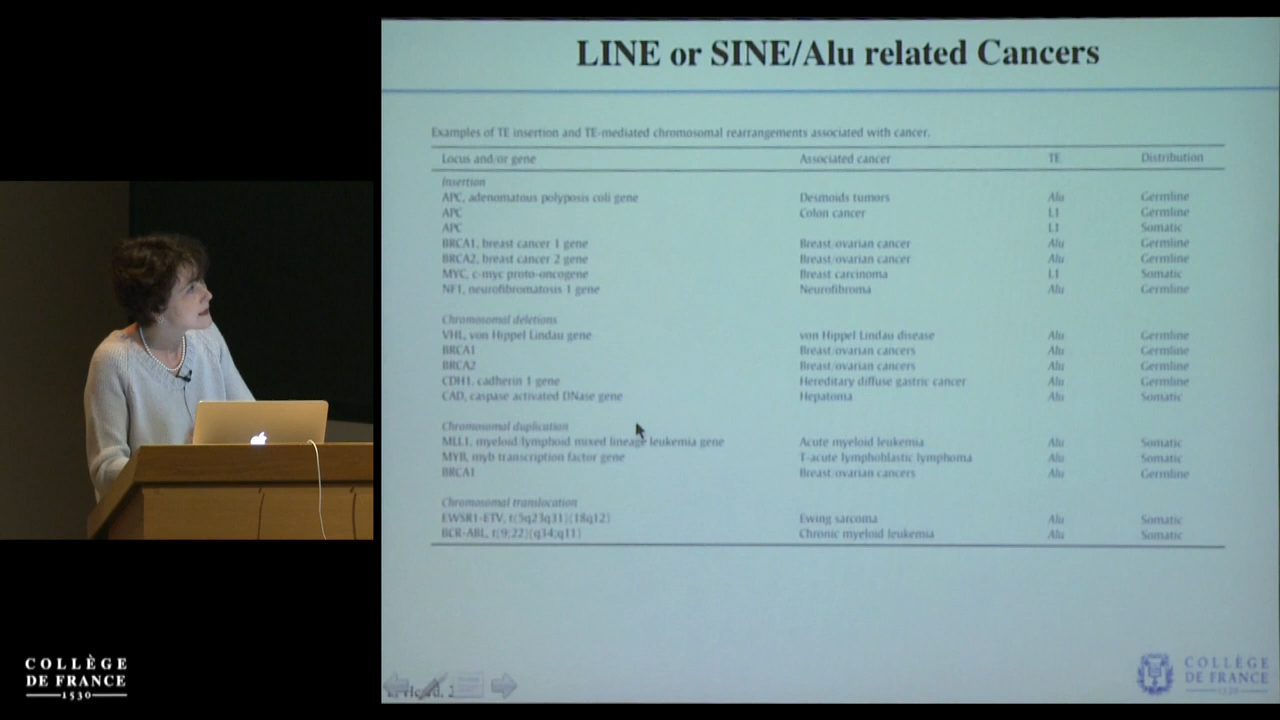 LINE or SINE/Alu related Cancers
Examples of TE insertion and TE-mediated chromosomal rearrangements associated with cancer.
Locus and/or gene Associated cancer TE Distribution
Insertion
APC, adenomatous polyposis coli gene Desmoids tumors Alu Germline
APC Colon cancer L1 Germline
APC L1 Somatic
BRCA1, breast cancer 1 gene Breast/ovarian cancer Alu Germline
BRCA2, breast cancer 2 gene Breast/ovarian cancer Alu Germline
MYC, c-myc proto-oncogene Breast carcinoma L1 Somatic
NF1, neurofibromatosis 1 gene Neurofibroma Alu Germline
Chromosomal deletions
VHL, von Hippel Lindau gene von Hippel Lindau disease Alu Germline
BRCA1 Breast/ovarian cancers Alu Germline
BRCA2 Breast/ovarian cancers Alu Germline
CDH1, cadherin 1 gene Hereditary diffuse gastric cancer Alu Germline
CAD, caspase activated DNase gene Hepatoma Alu Somatic
Chromosomal duplication
MLL1, myeloid/lymphoid mixed lineage leukemia gene Acute myeloid leukemia Alu Somatic
MYB, myb transcription factor gene T-acute lymphoblastic lymphoma Alu Somatic
BRCA1 Breast/ovarian cancers Alu Germline
Chromosomal translocation
EWSR1-ETV, Ewing sarcoma Alu Somatic
BCR-ABL, t(9;22)(q34;q11) Chronic myeloid leukemia Alu Somatic
COLLÈGE
DE FRANCE
1530
COLLÈGE
DE FRANCE
1530